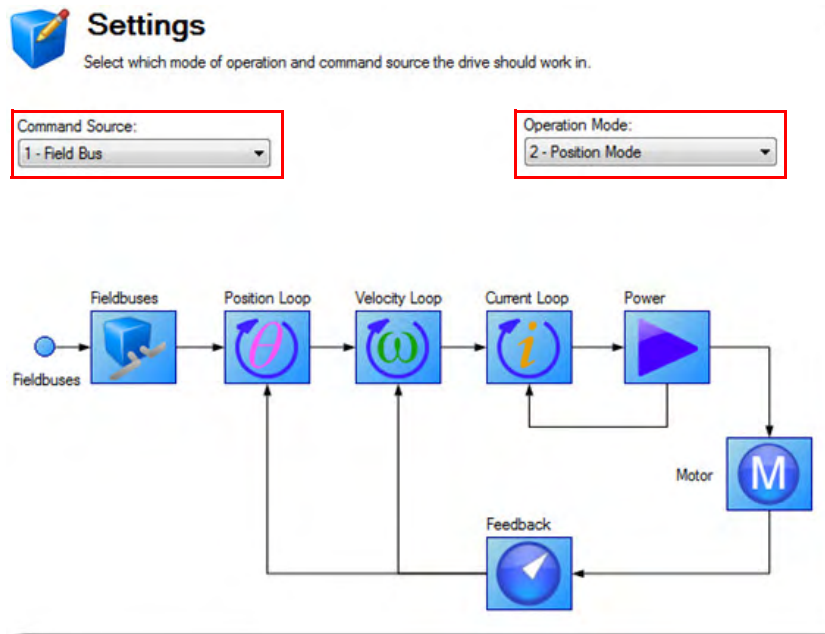 Settings
Select which mode of operation and command source the drive should work in.
Command Source:
1 - Field Bus
Operation Mode:
2 - Position Mode
Fieldbuses
Position Loop
Velocity Loop
Current Loop
Power
θ
ω
i
Fieldbuses
Motor
M
Feedback